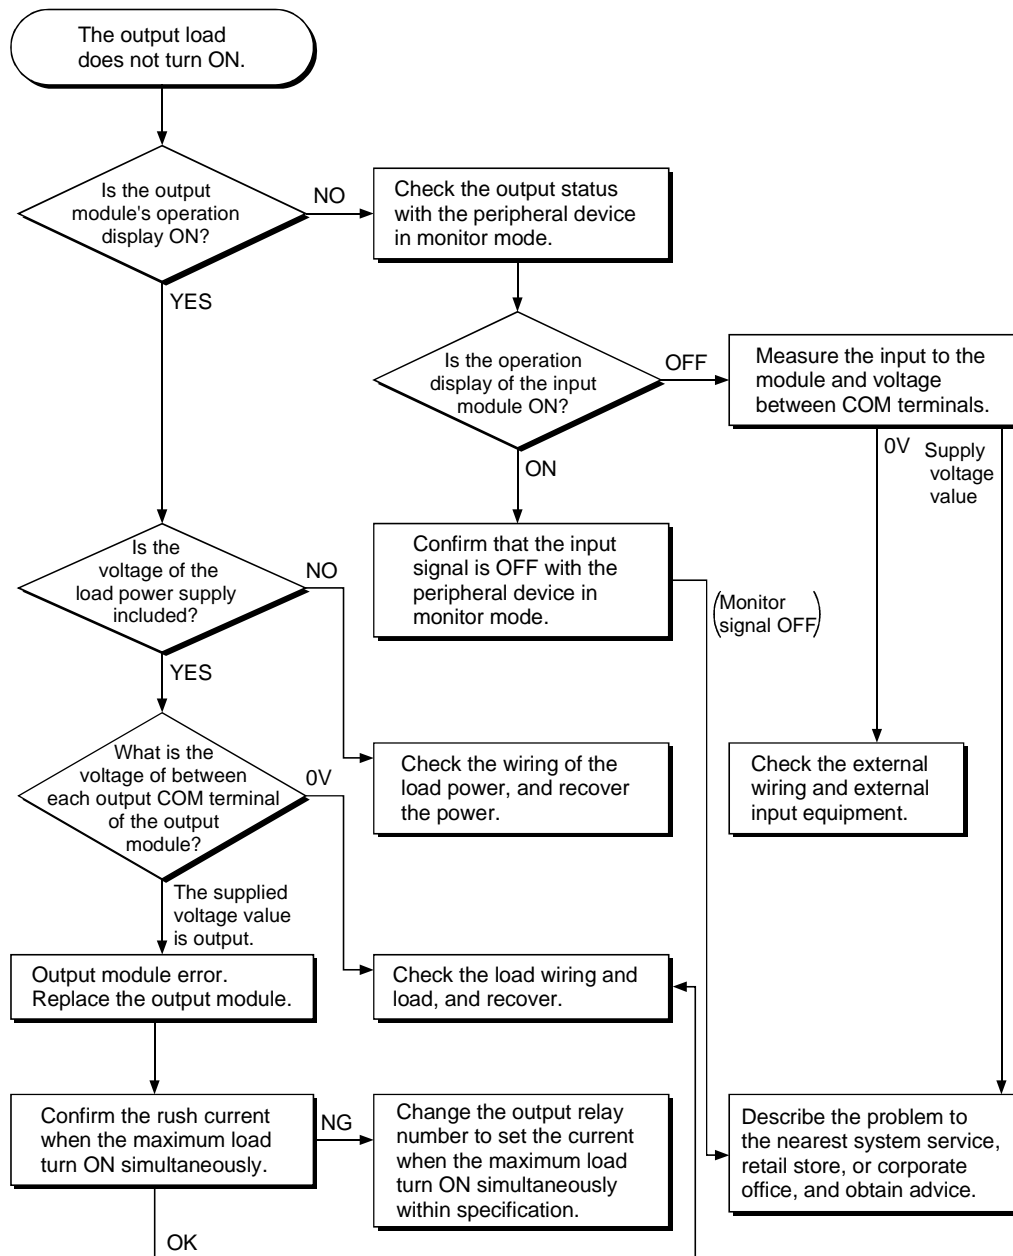 The output load
does not turn ON.
Is the output
module's operation
display ON?
NO
Check the output status
with the peripheral device
in monitor mode.
YES
Is the operation
display of the input
module ON?
OFF
Measure the input to the
module and voltage
between COM terminals.
ON
0V
Supply
voltage
value
Is the
voltage of the
load power supply
included?
NO
Confirm that the input
signal is OFF with the
peripheral device in
monitor mode.
(Monitor
signal OFF)
YES
What is the
voltage of between
each output COM terminal
of the output
module?
0V
Check the wiring of the
load power, and recover
the power.
Check the external
wiring and external
input equipment.
The supplied
voltage value
is output.
Output module error.
Replace the output module.
Check the load wiring and
load, and recover.
Confirm the rush current
when the maximum load
turn ON simultaneously.
NG
Change the output relay
number to set the current
when the maximum load
turn ON simultaneously
within specification.
Describe the problem to
the nearest system service,
retail store, or corporate
office, and obtain advice.
OK